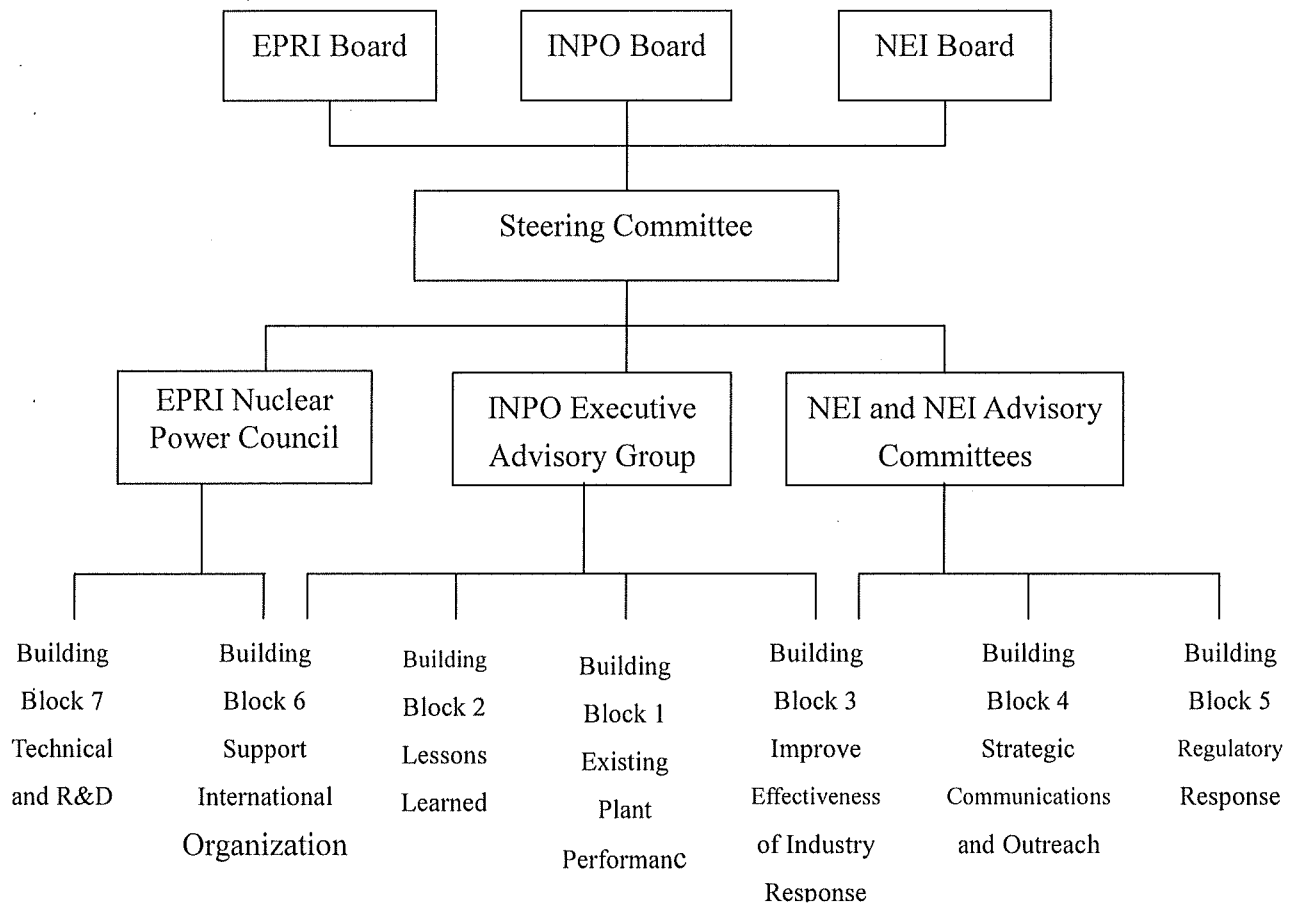 EPRI Board
INPO Board
NEI Board
Steering Committee
EPRI Nuclear
Power Council
INPO Executive
Advisory Group
NEI and NEI Advisory
Committees
Building
Block 7
Technical
and R&D
Building
Block 6
Support
International
Organization
Building
Block 2
Lessons
Learned
Building
Block 1
Existing
Plant
Performanc
Building
Block 3
Improve
Effectiveness
of Industry
Response
Building
Block 4
Strategic
Communications
and Outreach
Building
Block 5
Regulatory
Response